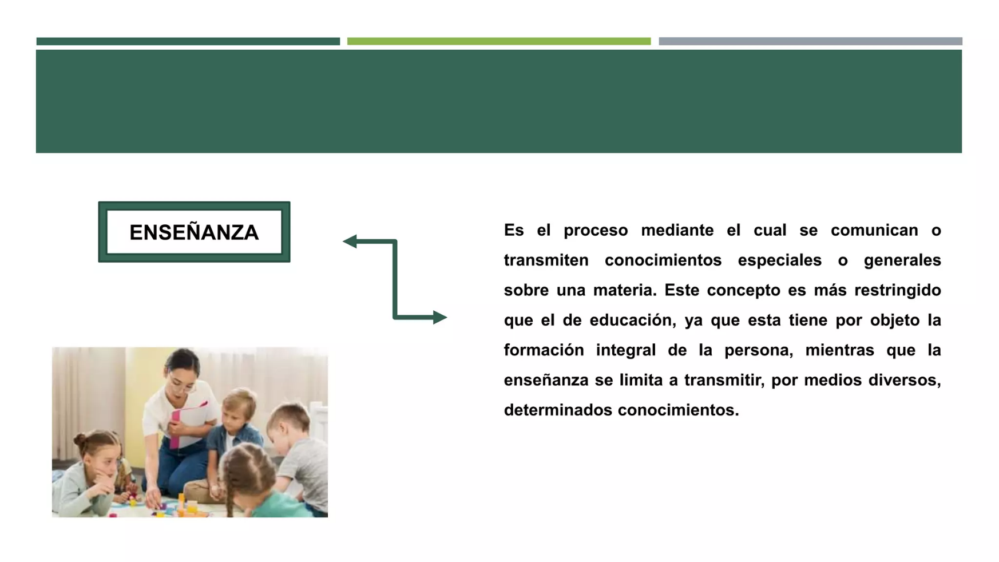 ENSEÑANZA
Es el proceso mediante el cual se comunican o
transmiten conocimientos especiales o generales
sobre una materia. Este concepto es más restringido
que el de educación, ya que esta tiene por objeto la
formación integral de la persona, mientras que la
enseñanza se limita a transmitir, por medios diversos,
determinados conocimientos.